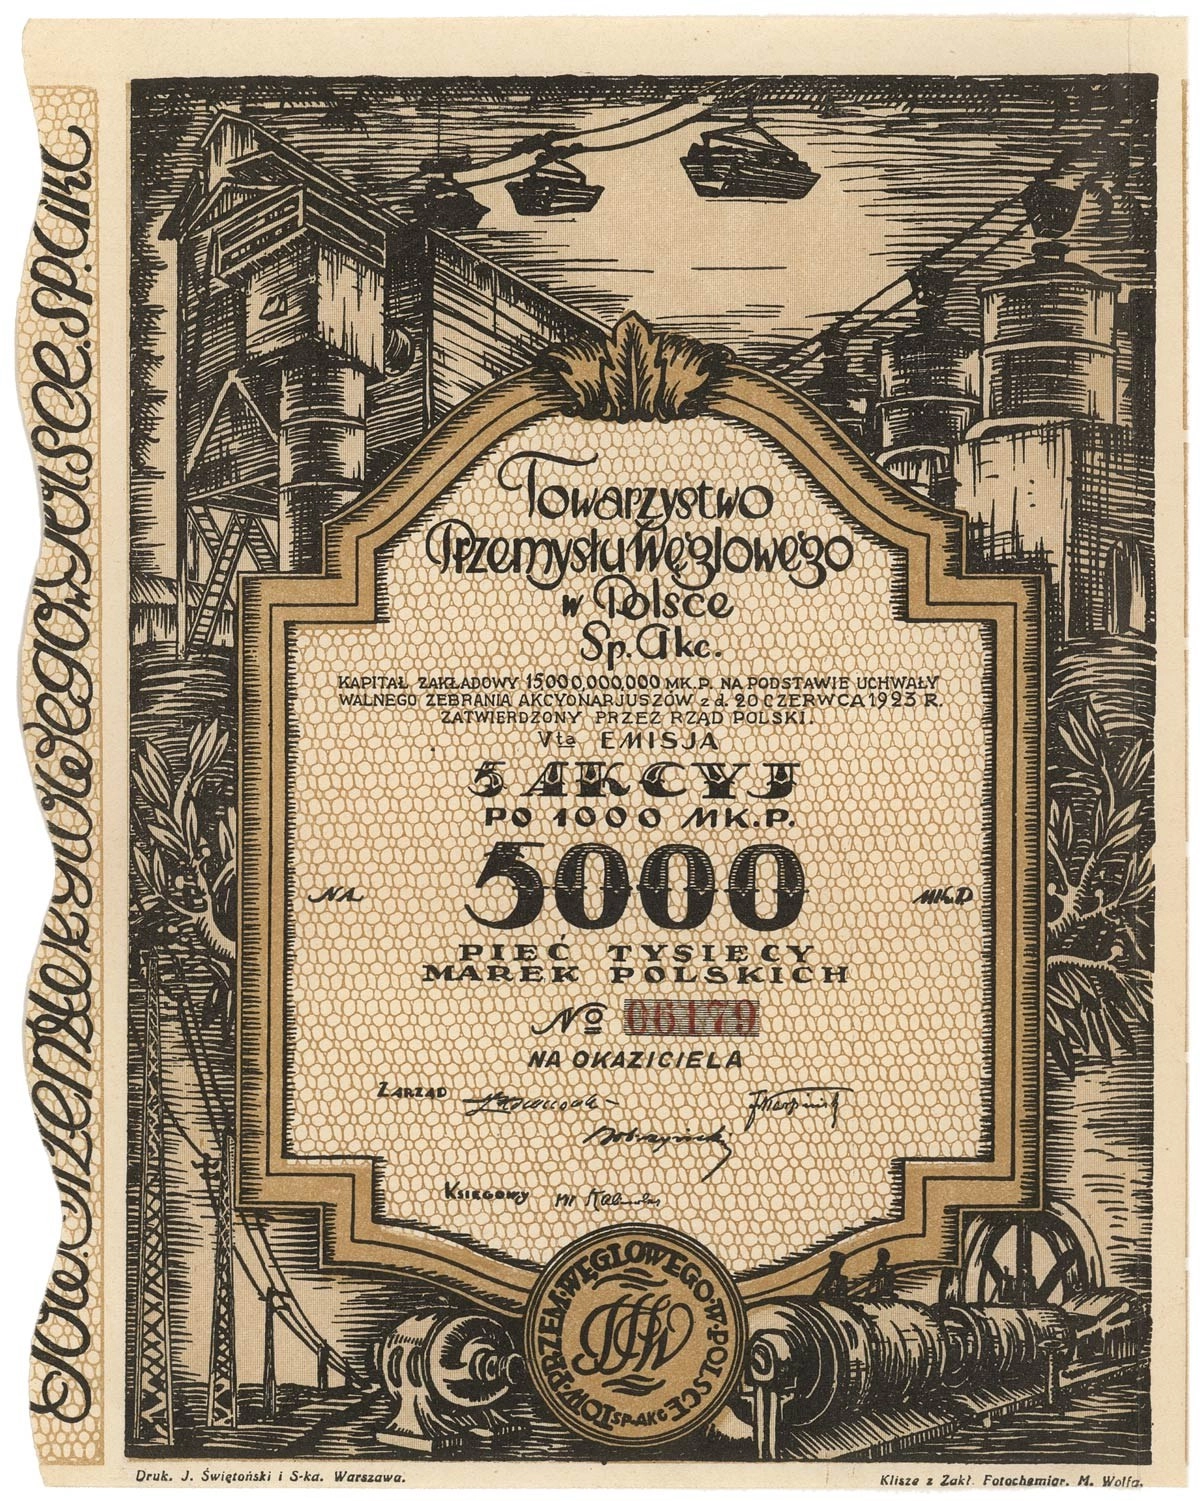 Tow. Przemysłu Węglowego w Polsce. sp. akc
Towarzystwo
Przemysłu Węglowego
w Polsce
Sp. Akc.
KAPITAŁ ZAKŁADOWY 15000,000,000 MK.P. NA PODSTAWIE UCHWAŁY
WALNEGO ZEBRANIA AKCYONARJUSZÓW z d. 20 CZERWCA 1923 R.
ZATWIERDZONY PRZEZ RZĄD POLSKI.
Vta EMISJA
5 AKCYJ
PO 1000 MK.P.
NA 5000 MK.P
PIĘĆ TYSIĘCY
MAREK POLSKICH
No 06179
NA OKAZICIELA
ZARZĄD
Dobrzyński
KSIĘGOWY
TOW. PRZEM. WĘGLOWEGO W POLSCE SP. AKC
TPW
Druk. J. Świętoński i S-ka. Warszawa.
Klisze z Zakł. Fotochemigr. M. Wolfa.